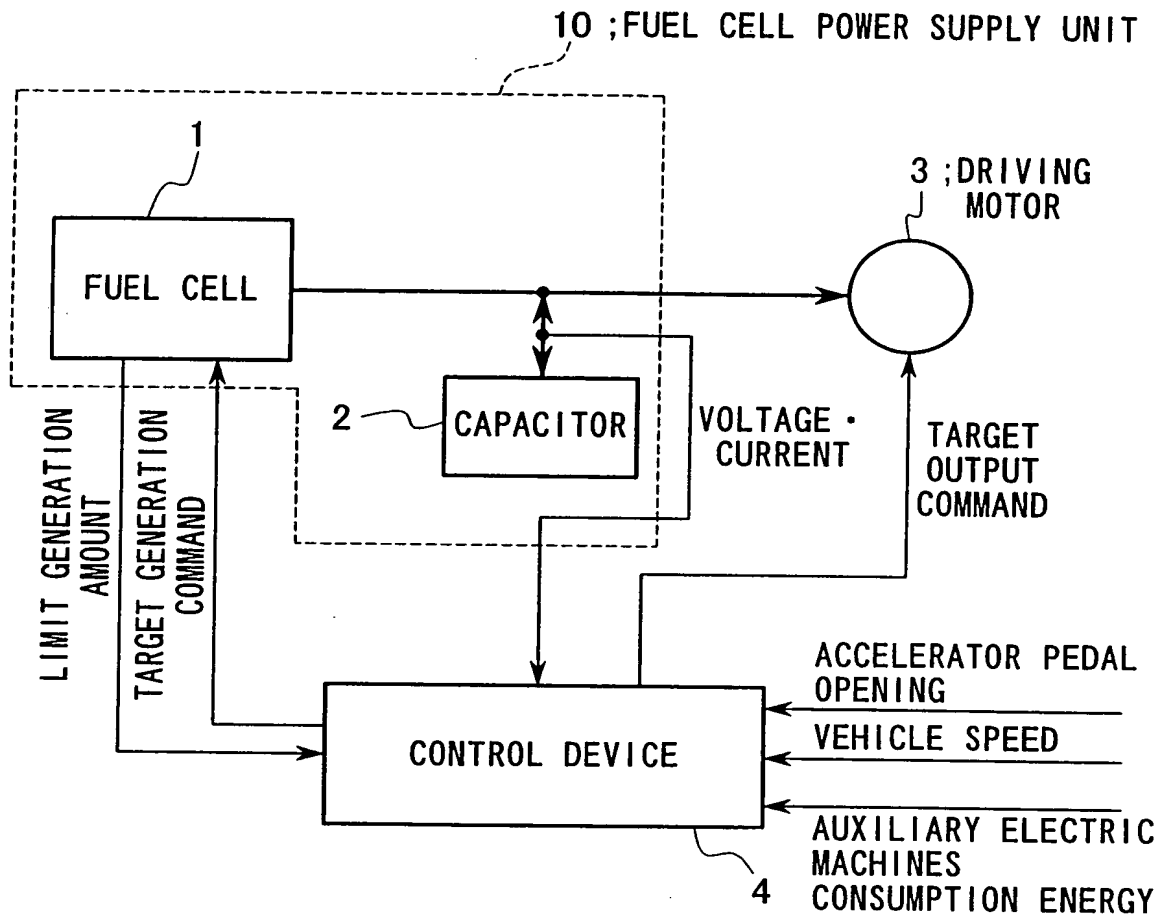 10 ;FUEL CELL POWER SUPPLY UNIT
1
3 ;DRIVING
MOTOR
FUEL CELL
2
CAPACITOR
VOLTAGE・
CURRENT
TARGET
OUTPUT
COMMAND
LIMIT GENERATION
AMOUNT
TARGET GENERATION
COMMAND
ACCELERATOR PEDAL
OPENING
VEHICLE SPEED
CONTROL DEVICE
AUXILIARY ELECTRIC
MACHINES
CONSUMPTION ENERGY
4